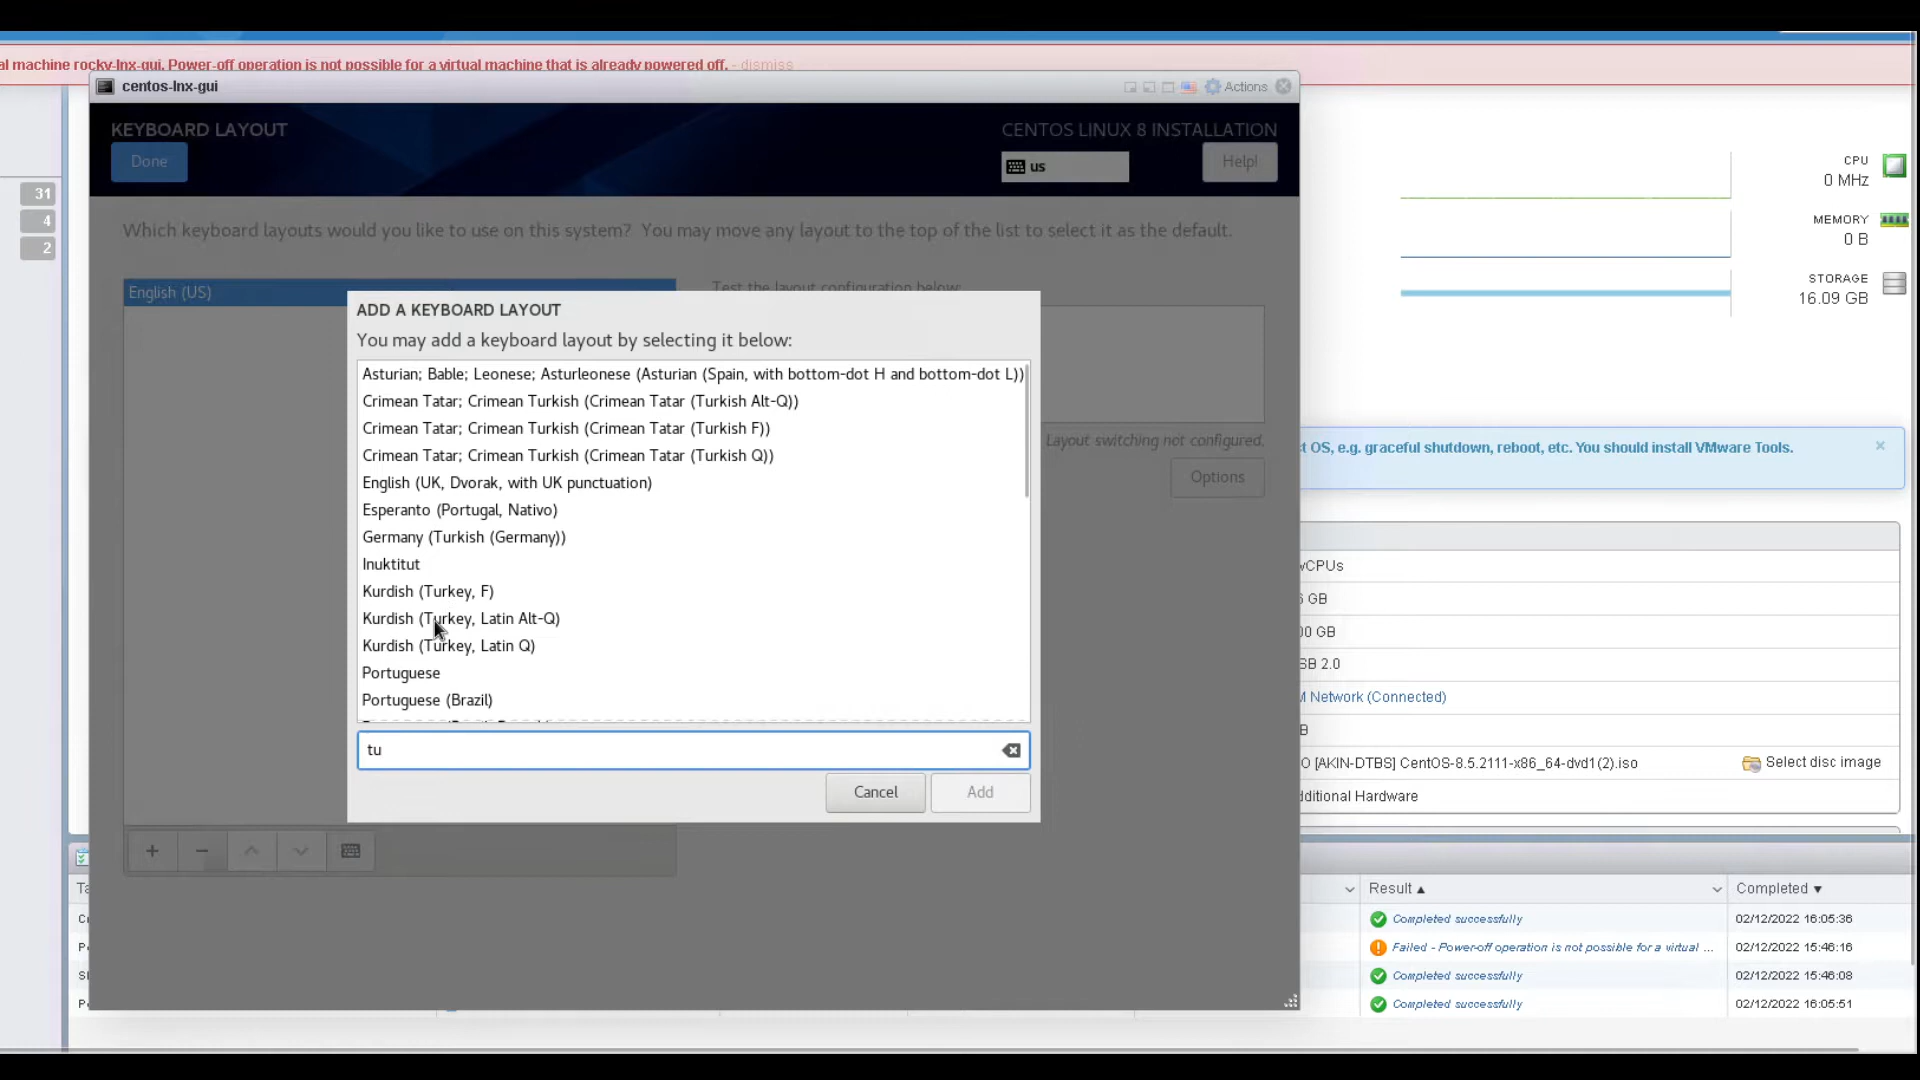 al machine rocky-lnx-gui. Power-off operation is not possible for a virtual machine that is already powered off. - dismiss
centos-lnx-gui
Actions
KEYBOARD LAYOUT
CENTOS LINUX 8 INSTALLATION
Done
us
Help!
31
4
2
CPU
0 MHz
MEMORY
0 B
STORAGE
16.09 GB
Which keyboard layouts would you like to use on this system? You may move any layout to the top of the list to select it as the default.
English (US)
Test the layout configuration below:
ADD A KEYBOARD LAYOUT
You may add a keyboard layout by selecting it below:
Asturian; Bable; Leonese; Asturleonese (Asturian (Spain, with bottom-dot H and bottom-dot L))
Crimean Tatar; Crimean Turkish (Crimean Tatar (Turkish Alt-Q))
Crimean Tatar; Crimean Turkish (Crimean Tatar (Turkish F))
Crimean Tatar; Crimean Turkish (Crimean Tatar (Turkish Q))
English (UK, Dvorak, with UK punctuation)
Esperanto (Portugal, Nativo)
Germany (Turkish (Germany))
Inuktitut
Kurdish (Turkey, F)
Kurdish (Turkey, Latin Alt-Q)
Kurdish (Turkey, Latin Q)
Portuguese
Portuguese (Brazil)
tu
Cancel
Add
Layout switching not configured.
Options
t OS, e.g. graceful shutdown, reboot, etc. You should install VMware Tools.
vCPUs
GB
00 GB
SB 2.0
M Network (Connected)
B
O [AKIN-DTBS] CentOS-8.5.2111-x86_64-dvd1(2).iso
Select disc image
dditional Hardware
Ta
Result
Completed
Completed successfully
02/12/2022 16:05:36
Failed - Power-off operation is not possible for a virtual ...
02/12/2022 15:46:16
Completed successfully
02/12/2022 15:46:08
Completed successfully
02/12/2022 16:05:51